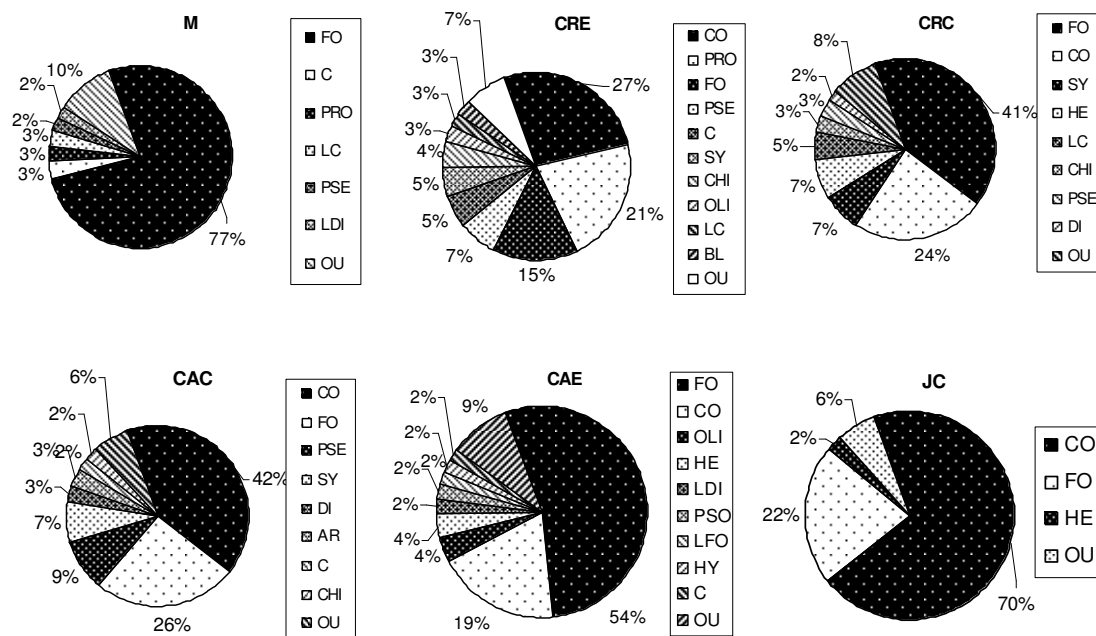 M
77%
3%
3%
3%
2%
2%
10%
FO
C
PRO
LC
PSE
LDI
OU
CRE
27%
21%
15%
7%
5%
5%
4%
3%
3%
3%
7%
CO
PRO
FO
PSE
C
SY
CHI
OLI
LC
BL
OU
CRC
41%
24%
7%
7%
5%
3%
3%
2%
8%
FO
CO
SY
HE
LC
CHI
PSE
DI
OU
CAC
42%
26%
9%
7%
3%
3%
2%
2%
6%
CO
FO
PSE
SY
DI
AR
C
CHI
OU
CAE
54%
19%
4%
4%
2%
2%
2%
2%
2%
9%
FO
CO
OLI
HE
LDI
PSO
LFO
HY
C
OU
JC
70%
22%
2%
6%
CO
FO
HE
OU